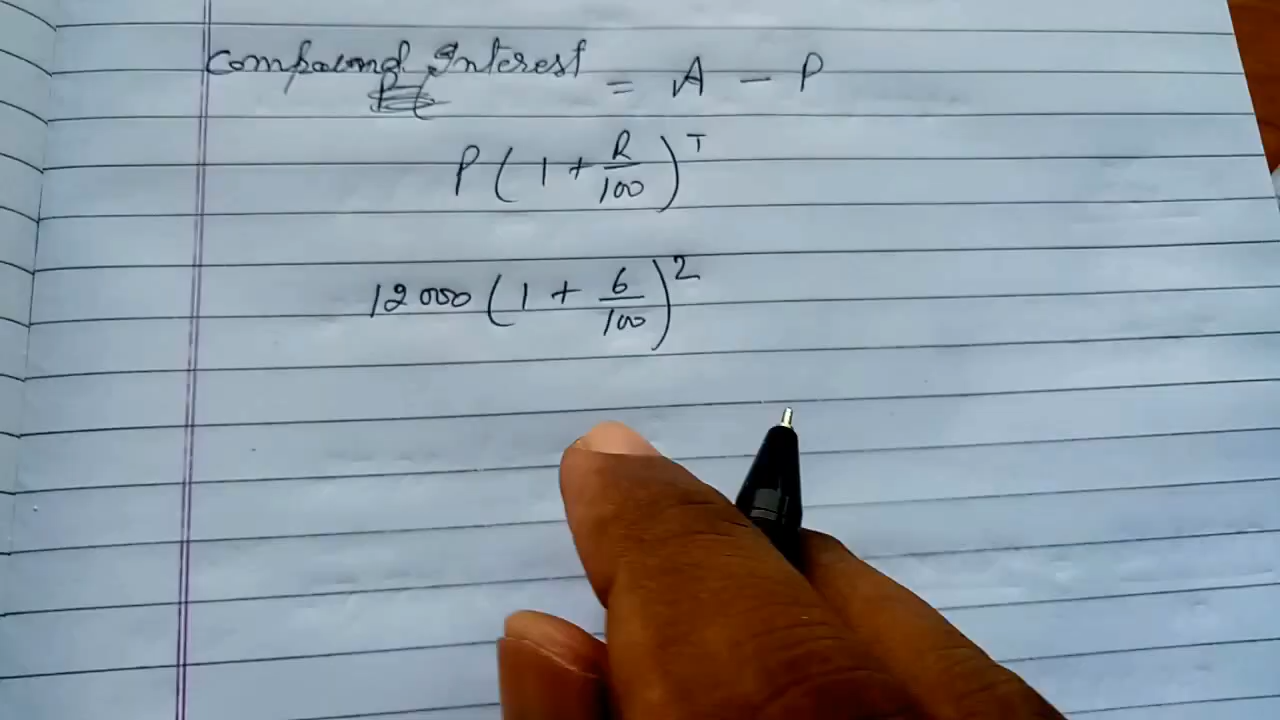 Compound Interest = A - P
P(1 + R/100)^T
12000(1 + 6/100)^2